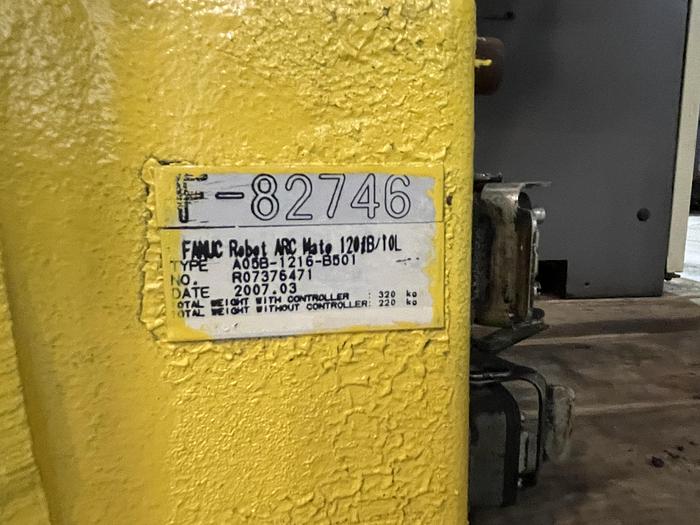 E-82746
FANUC Robot ARC Mate 120iB/10L
TYPE A05B-1216-B501
NO. R07376471
DATE 2007.03
TOTAL WEIGHT WITH CONTROLLER : 320 kg
TOTAL WEIGHT WITHOUT CONTROLLER : 220 kg